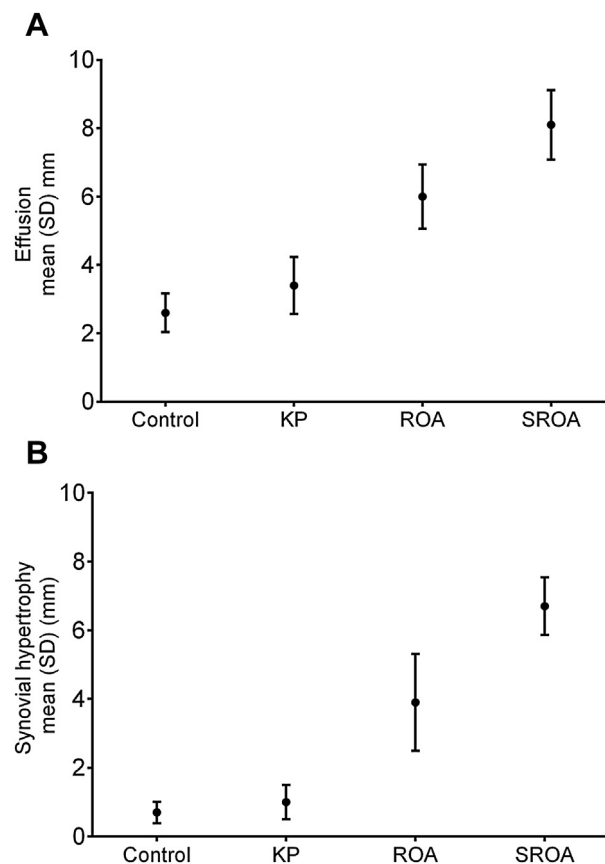 A
10
8
6
4
2
0
Effusion
mean (SD) mm
Control KP ROA SROA
B
10
8
6
4
2
0
Synovial hypertrophy
mean (SD) (mm)
Control KP ROA SROA